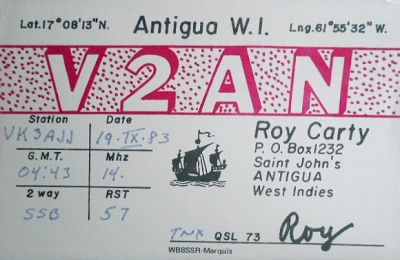 Lat.17°08'13"N. Antigua W.I. Lng.61°55'32"W.
V2AN
Station Date
VK3AJJ 19.IX.83
G.M.T. Mhz
04:43 14.
2 way RST
SSB 57
Roy Carty
P.O.Box1232
Saint John's
ANTIGUA
West Indies
TNX QSL 73 Roy
WB8SSR-Marquis